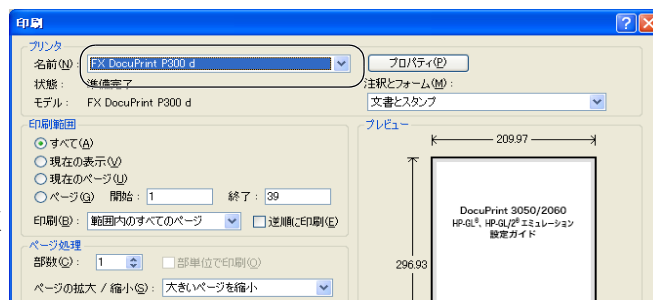 印刷
プリンタ
名前(N): FX DocuPrint P300 d プロパティ(P)
状態: 準備完了 注釈とフォーム(M):
モデル: FX DocuPrint P300 d 文書とスタンプ
印刷範囲 プレビュー
すべて(A) 209.97
現在の表示(V)
現在のページ(U)
ページ(G) 開始: 1 終了: 39
印刷(B): 範囲内のすべてのページ 逆順に印刷(E)
DocuPrint 3050/2060
HP-GL®、HP-GL/2® エミュレーション
設定ガイド
ページ処理
部数(C): 1 部単位で印刷(O)
296.93
ページの拡大 / 縮小(S): 大きいページを縮小